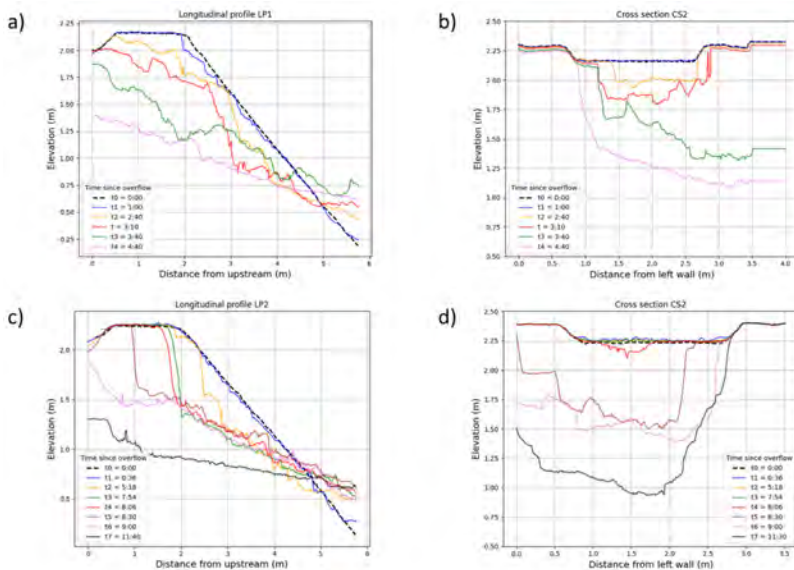 a)
Longitudinal profile LP1
Elevation (m)
2.25
2.00
1.75
1.50
1.25
1.00
0.75
0.50
0.25
Time since overflow
t0 = 0:00
t1 = 1:00
t2 = 2:40
t = 3:10
t3 = 3:40
t4 = 4:40
0 1 2 3 4 5 6
Distance from upstream (m)
b)
Cross section CS2
Elevation (m)
2.50
2.25
2.00
1.75
1.50
1.25
1.00
0.75
0.50
Time since overflow
t0 = 0:00
t1 = 1:00
t2 = 2:40
t = 3:10
t3 = 3:40
t4 = 4:40
0.0 0.5 1.0 1.5 2.0 2.5 3.0 3.5 4.0
Distance from left wall (m)
c)
Longitudinal profile LP2
Elevation (m)
2.0
1.5
1.0
0.5
Time since overflow
t0 = 0:00
t1 = 0:36
t2 = 5:18
t3 = 7:54
t4 = 8:06
t5 = 8:30
t6 = 9:00
t7 = 11:40
0 1 2 3 4 5 6
Distance from upstream (m)
d)
Cross section CS2
Elevation (m)
2.50
2.25
2.00
1.75
1.50
1.25
1.00
0.75
0.50
Time since overflow
t0 = 0:00
t1 = 0:36
t2 = 5:18
t3 = 7:54
t4 = 8:06
t5 = 8:30
t6 = 9:00
t7 = 11:30
0.0 0.5 1.0 1.5 2.0 2.5 3.0 3.5
Distance from left wall (m)